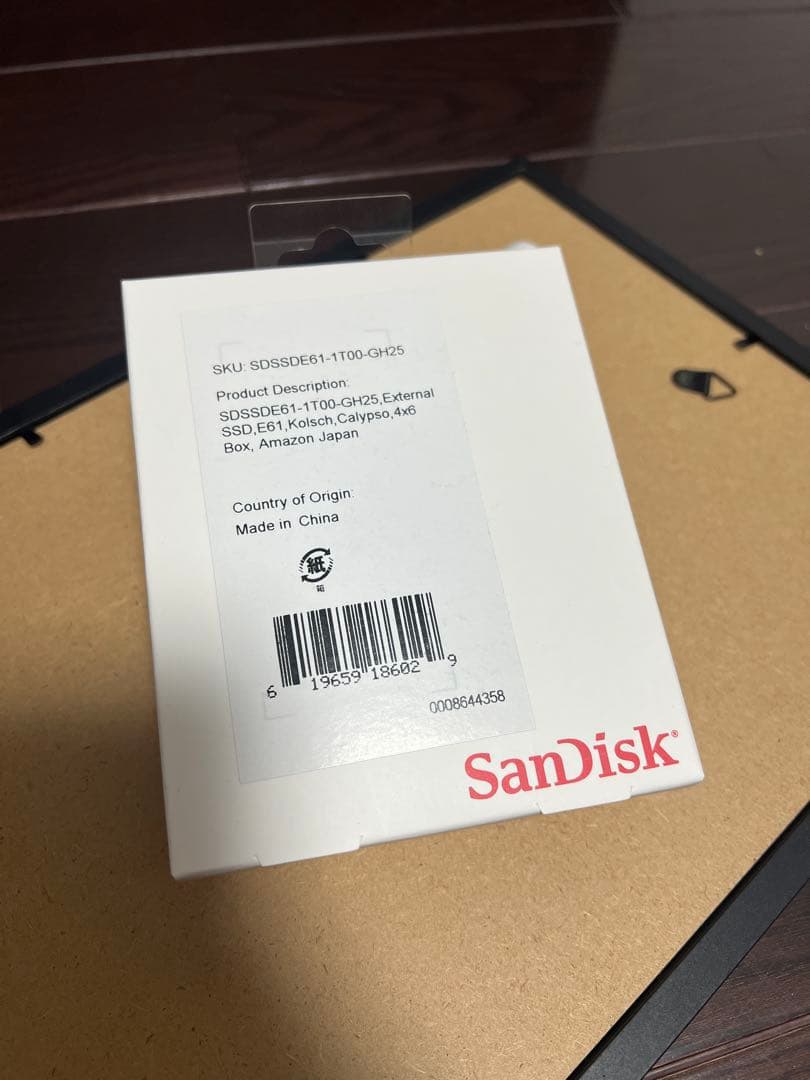 SKU: SDSSDE61-1T00-GH25
Product Description:
SDSSDE61-1T00-GH25,External
SSD,E61,Kolsch,Calypso,4x6
Box, Amazon Japan
Country of Origin:
Made in China
紙
箱
6 19659 18602 9
0008644358
SanDisk®